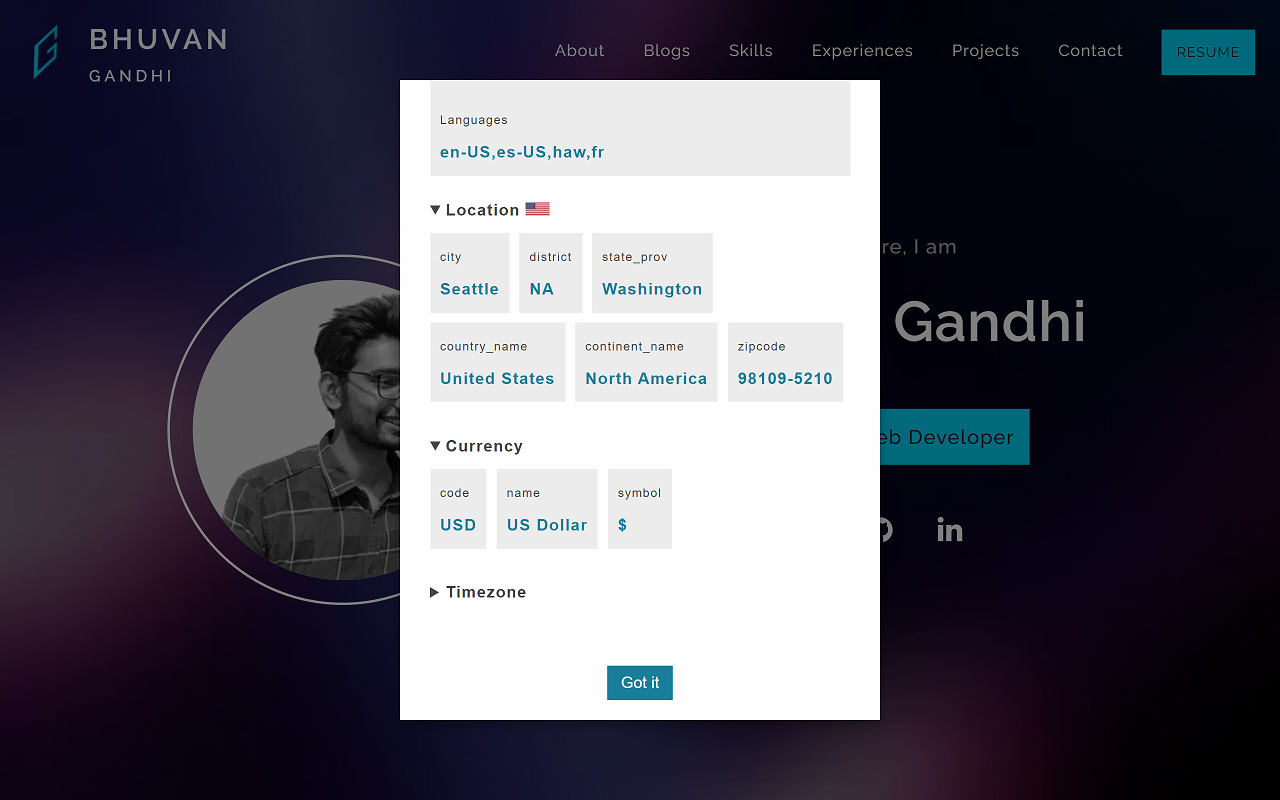 BHUVAN
GANDHI
About Blogs Skills Experiences Projects Contact RESUME
Languages
en-US,es-US,haw,fr
Location
city district state_prov
Seattle NA Washington
country_name continent_name zipcode
United States North America 98109-5210
Currency
code name symbol
USD US Dollar $
Timezone
Got it
re, I am
Gandhi
eb Developer
in